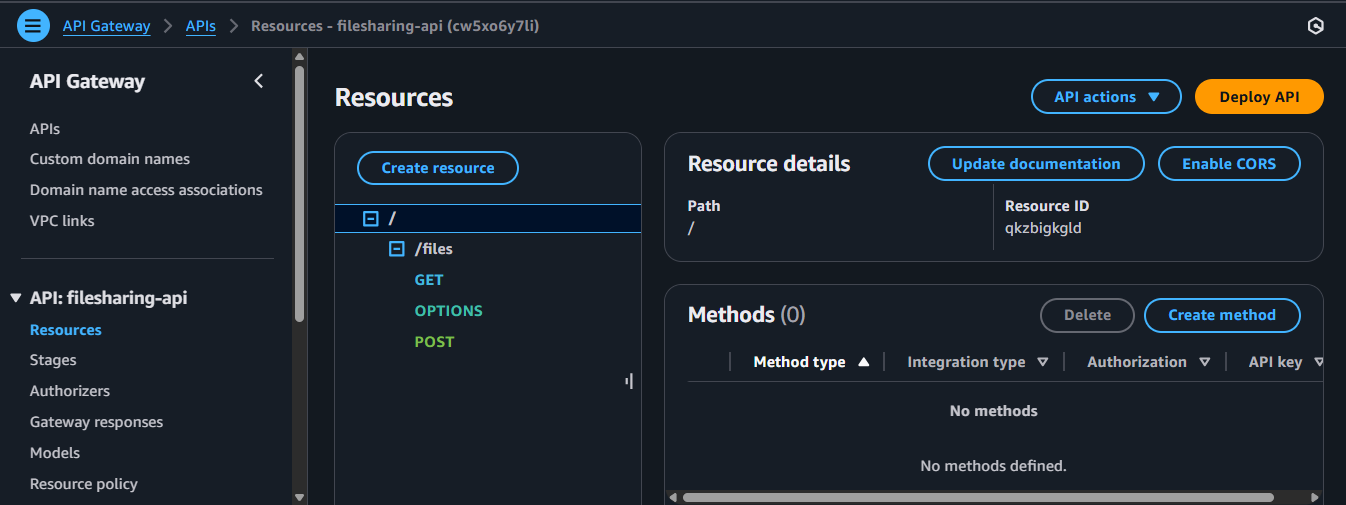 API Gateway > APIs > Resources - filesharing-api (cw5xo6y7li)
API Gateway
APIs
Custom domain names
Domain name access associations
VPC links
API: filesharing-api
Resources
Stages
Authorizers
Gateway responses
Models
Resource policy
Resources
API actions
Deploy API
Create resource
/
/files
GET
OPTIONS
POST
Resource details
Update documentation
Enable CORS
Path
/
Resource ID
qkzbigkgld
Methods (0)
Delete
Create method
Method type
Integration type
Authorization
API key
No methods
No methods defined.